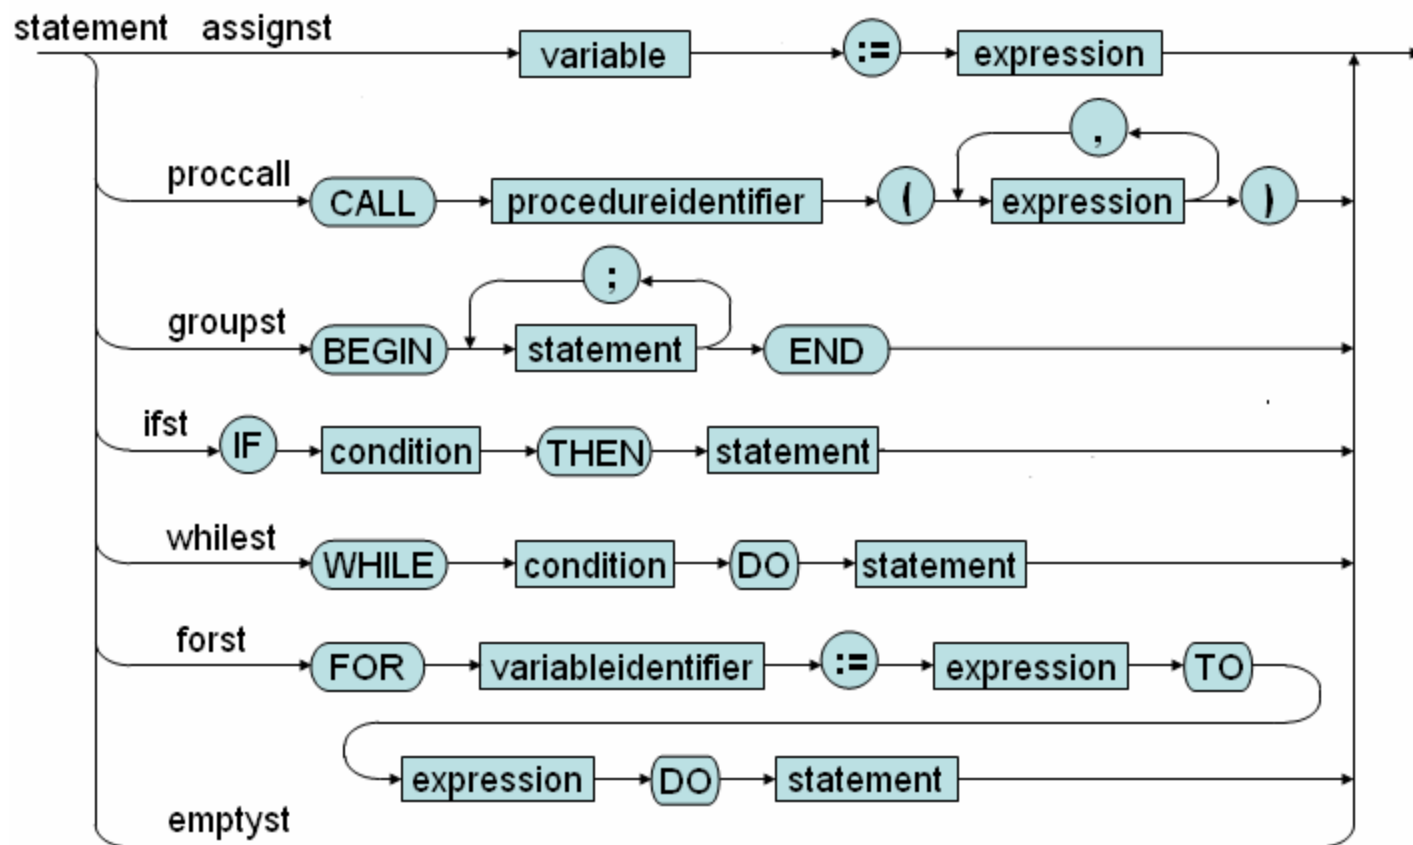 statement assignst
variable := expression
,
proccall CALL procedureidentifier ( expression )
;
groupst BEGIN statement END
ifst IF condition THEN statement
whilest WHILE condition DO statement
forst FOR variableidentifier := expression TO
expression DO statement
emptyst